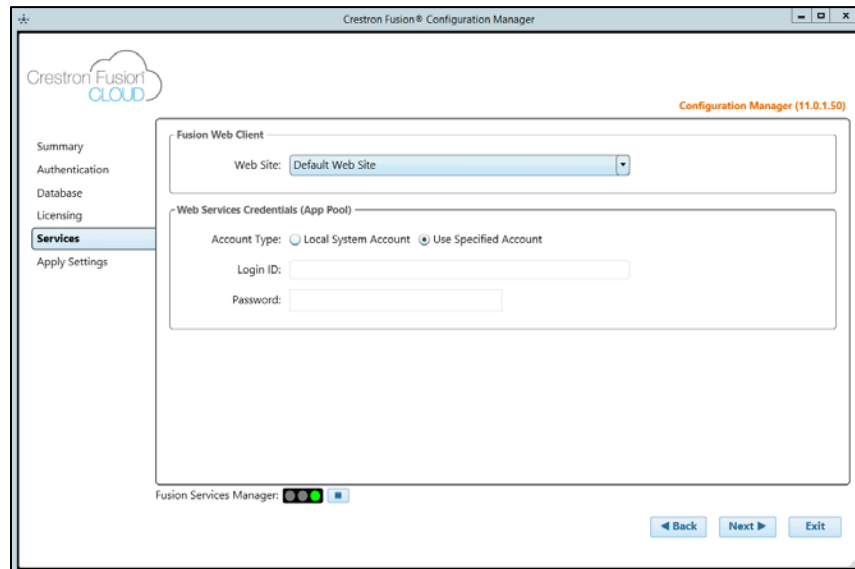 Crestron Fusion® Configuration Manager
Crestron Fusion®
CLOUD
Configuration Manager (11.0.1.50)
Summary
Authentication
Database
Licensing
Services
Apply Settings
Fusion Web Client
Web Site: Default Web Site
Web Services Credentials (App Pool)
Account Type: Local System Account Use Specified Account
Login ID:
Password:
Fusion Services Manager:
Back Next Exit